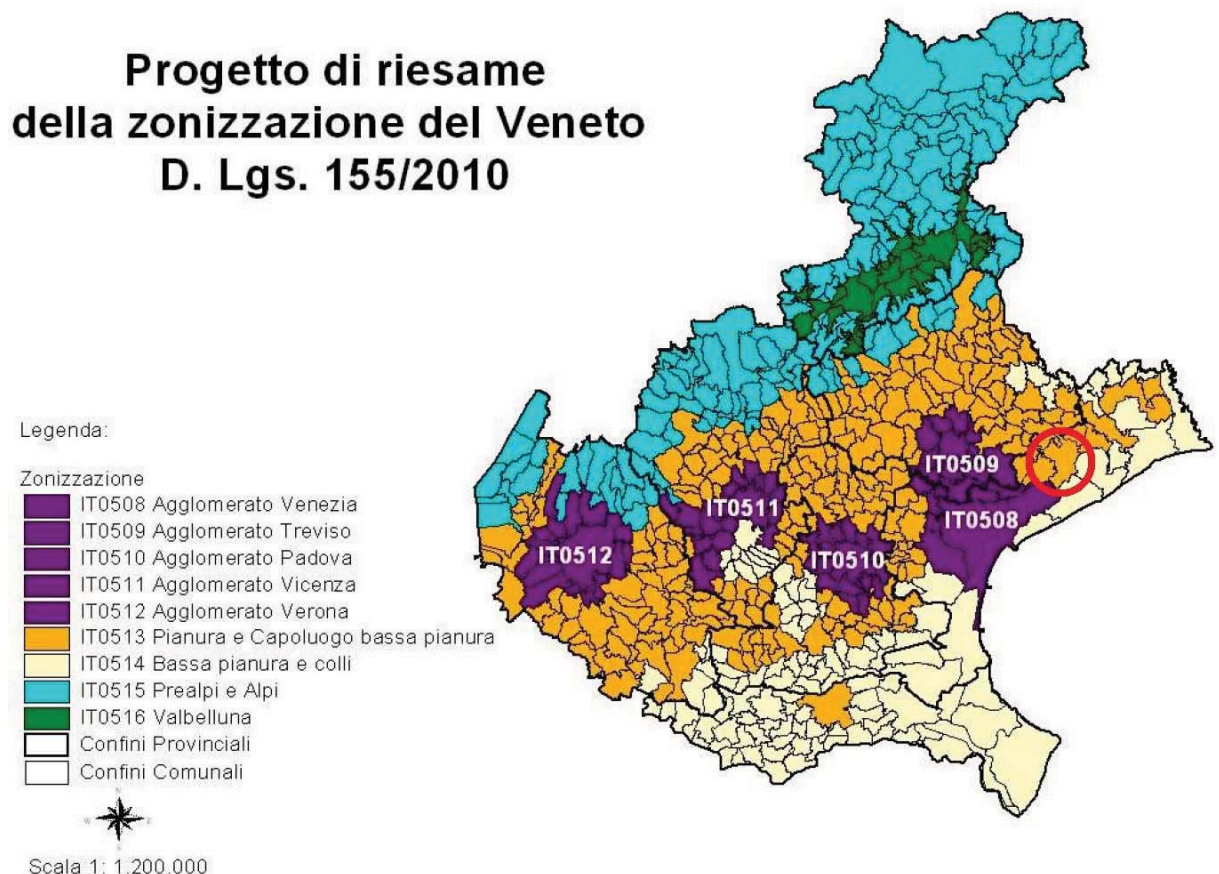 Progetto di riesame
della zonizzazione del Veneto
D. Lgs. 155/2010
IT0509
IT0511
IT0508
IT0512
IT0510
Legenda:
Zonizzazione
IT0508 Agglomerato Venezia
IT0509 Agglomerato Treviso
IT0510 Agglomerato Padova
IT0511 Agglomerato Vicenza
IT0512 Agglomerato Verona
IT0513 Pianura e Capoluogo bassa pianura
IT0514 Bassa pianura e colli
IT0515 Prealpi e Alpi
IT0516 Valbelluna
Confini Provinciali
Confini Comunali
N
W
E
S
Scala 1: 1.200.000